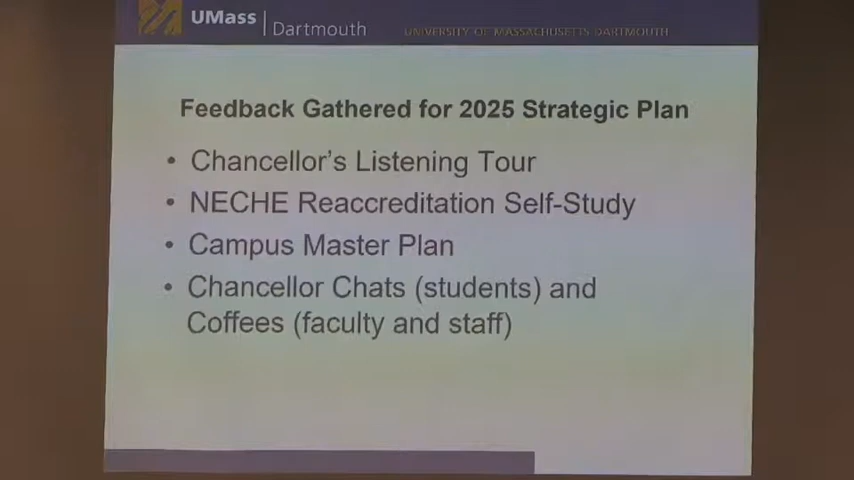 UMass | Dartmouth UNIVERSITY OF MASSACHUSETTS DARTMOUTH
Feedback Gathered for 2025 Strategic Plan
• Chancellor's Listening Tour
• NECHE Reaccreditation Self-Study
• Campus Master Plan
• Chancellor Chats (students) and
Coffees (faculty and staff)